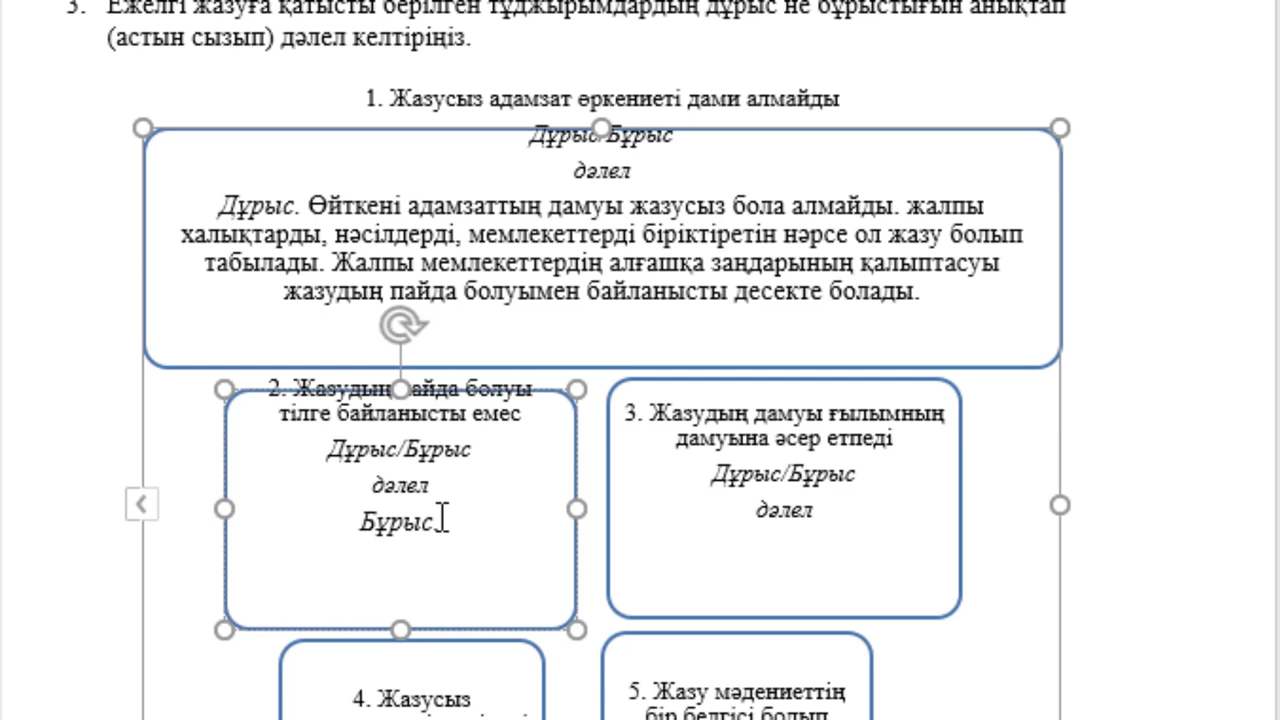 3. Ежелгі жазуға қатысты берілген тұджырымдардың дұрыс не бұрыстығын анықтап
(астын сызып) дәлел келтіріңіз.
1. Жазусыз адамзат өркениеті дами алмайды
Дұрыс/Бұрыс
дәлел
Дұрыс. Өйткені адамзаттың дамуы жазусыз бола алмайды. жалпы
халықтарды, нәсілдерді, мемлекеттерді біріктіретін нәрсе ол жазу болып
табылады. Жалпы мемлекеттердің алғашқа заңдарының қалыптасуы
жазудың пайда болуымен байланысты десекте болады.
2. Жазудың пайда болуы
тілге байланысты емес
Дұрыс/Бұрыс
дәлел
Бұрыс.
3. Жазудың дамуы ғылымның
дамуына әсер етпеді
Дұрыс/Бұрыс
дәлел
4. Жазусыз
5. Жазу мәдениеттің
бір белгісі болып